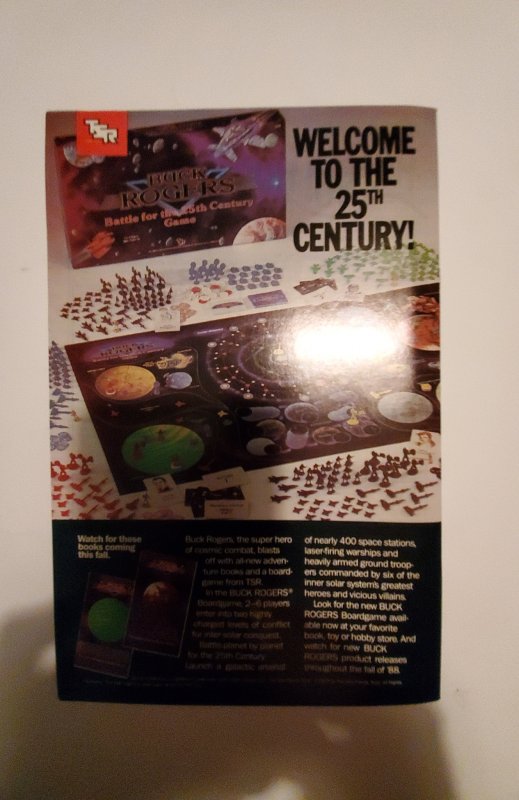 TSR
BUCK
ROGERS
Battle for the 25th Century
Game
WELCOME
TO THE
25TH
CENTURY!
BUCK
ROGERS
Watch for these
books coming
this fall.
Buck Rogers, the super hero
of cosmic combat, blasts
off with all-new adven-
ture books and a board-
game from TSR.
In the BUCK ROGERS®
Boardgame, 2-6 players
enter into two highly
charged levels of conflict
for inter solar conquest.
Battle planet by planet
for the 25th Century
Launch a galactic arsenal
of nearly 400 space stations,
laser-firing warships and
heavily armed ground troop-
ers commanded by six of the
inner solar system's greatest
heroes and vicious villains.
Look for the new BUCK
ROGERS Boardgame avail-
able now at your favorite
book, toy or hobby store. And
watch for new BUCK
ROGERS product releases
throughout the fall of '88.